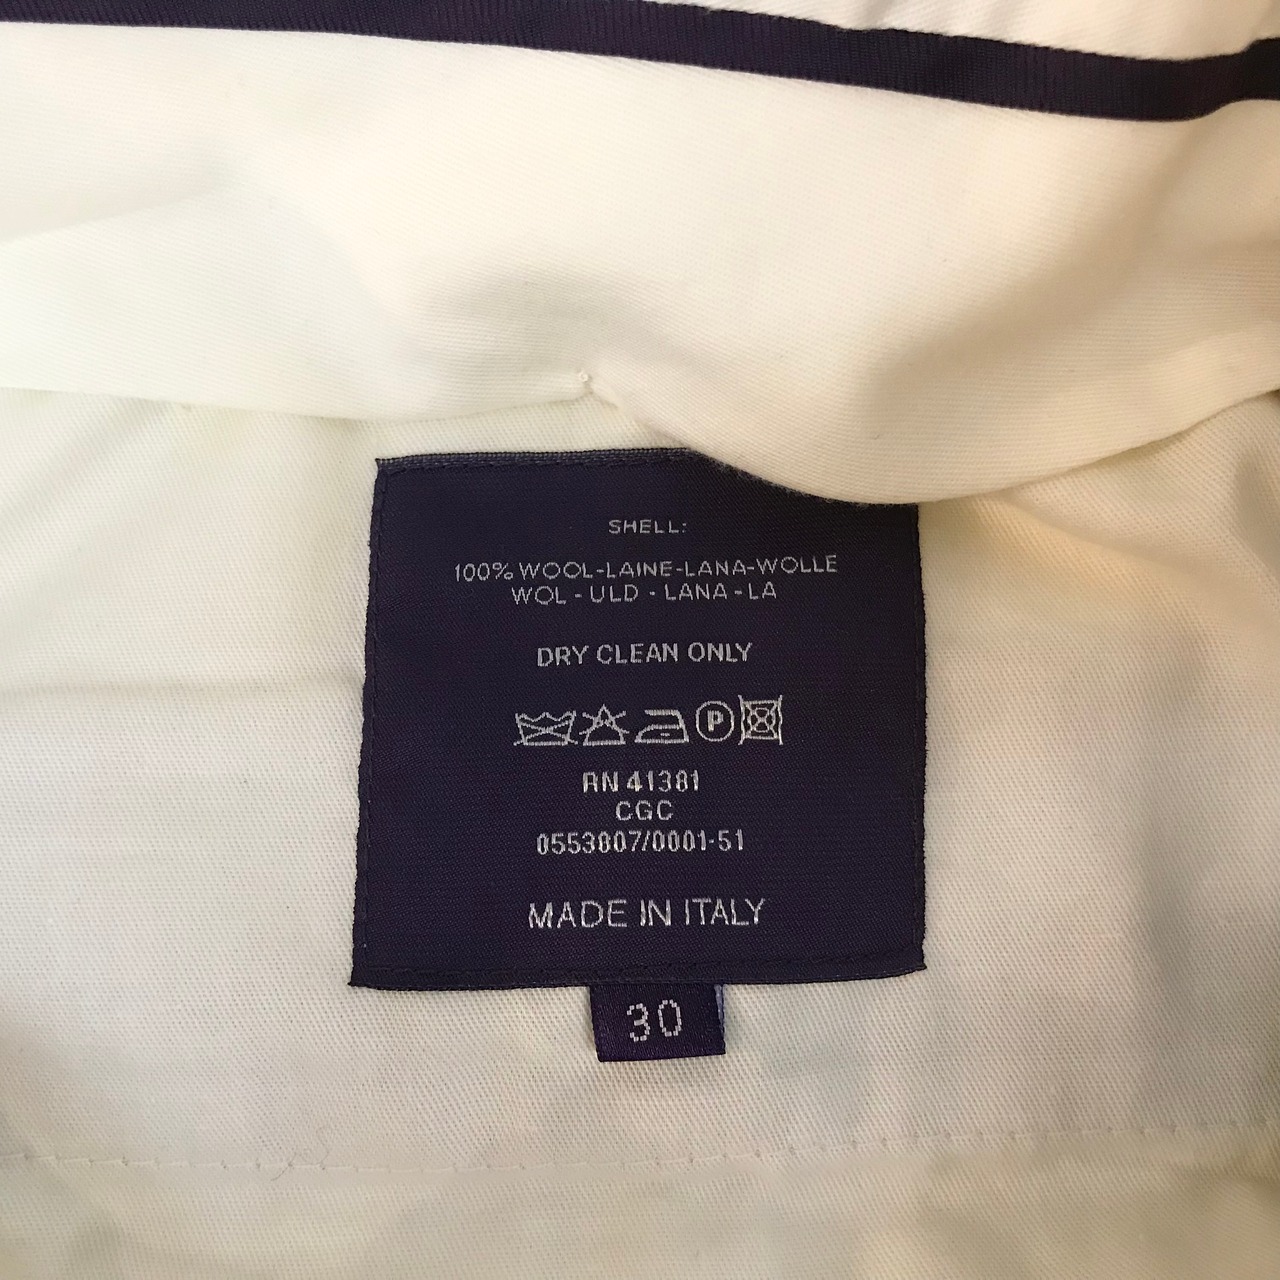 SHELL:
100% WOOL-LAINE-LANA-WOLLE
WOL - ULD - LANA - LA
DRY CLEAN ONLY
P
RN 41381
CGC
0553807/0001-51
MADE IN ITALY
30